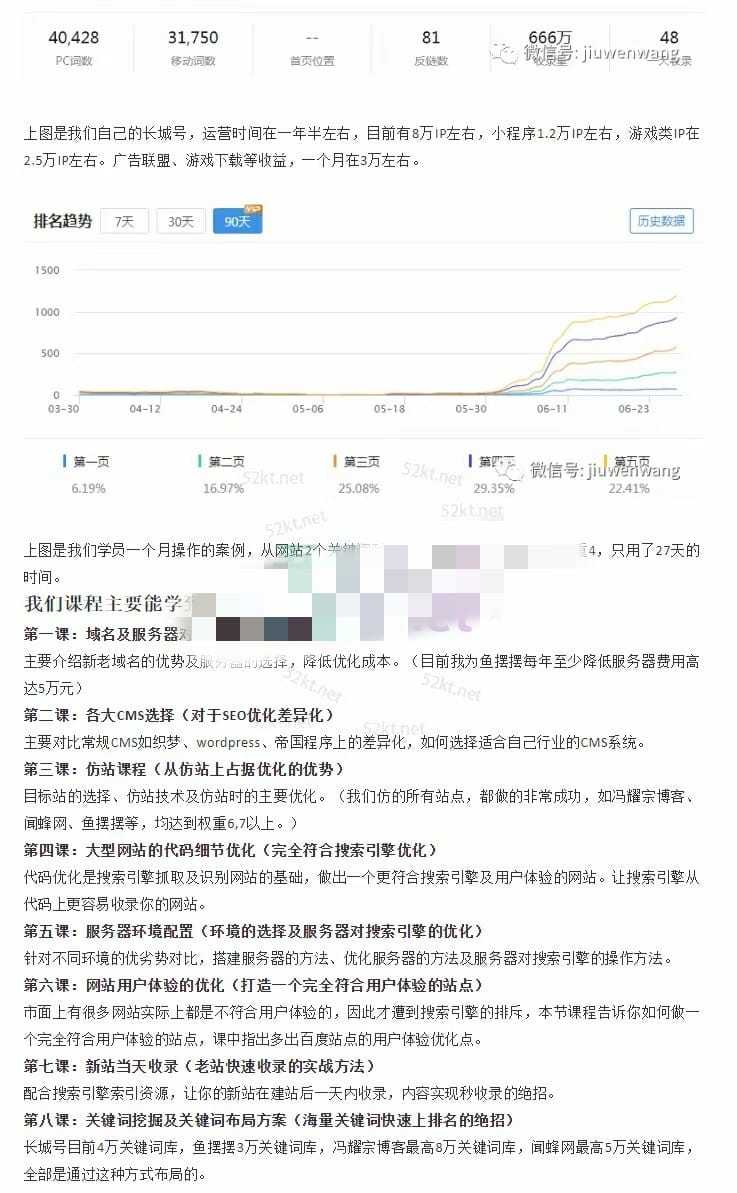 40,428 31,750 -- 81 666万 48
PC词数 移动词数 首页位置 反链数 收录量 一天收录
微信号: jiuwenwang
上图是我们自己的长城号，运营时间在一年半左右，目前有8万IP左右，小程序1.2万IP左右，游戏类IP在
2.5万IP左右。广告联盟、游戏下载等收益，一个月在3万左右。
排名趋势 7天 30天 90天 VIP 历史数据
1500
1000
500
0
03-30 04-12 04-24 05-06 05-18 05-30 06-11 06-23
第一页 第二页 第三页 第四页 第五页
微信号: jiuwenwang
6.19% 16.97% 25.08% 29.35% 22.41%
52kt.net
52kt.net
52kt.net
52kt.net
上图是我们学员一个月操作的案例，从网站2个关键 4，只用了27天的
时间。
我们课程主要能学
第一课：域名及服务器对
主要介绍新老域名的优势及服务器的选择，降低优化成本。（目前我为鱼摆摆每年至少降低服务器费用高
达5万元）
52kt.net
52kt.net
第二课：各大CMS选择（对于SEO优化差异化）
52kt.net
主要对比常规CMS如织梦、wordpress、帝国程序上的差异化，如何选择适合自己行业的CMS系统。
第三课：仿站课程（从仿站上占据优化的优势）
目标站的选择、仿站技术及仿站时的主要优化。（我们仿的所有站点，都做的非常成功，如冯耀宗博客、
闻蜂网、鱼摆摆等，均达到权重6,7以上。）
第四课：大型网站的代码细节优化（完全符合搜索引擎优化）
代码优化是搜索引擎抓取及识别网站的基础，做出一个更符合搜索引擎及用户体验的网站。让搜索引擎从
代码上更容易收录你的网站。
第五课：服务器环境配置（环境的选择及服务器对搜索引擎的优化）
针对不同环境的优劣势对比，搭建服务器的方法、优化服务器的方法及服务器对搜索引擎的操作方法。
第六课：网站用户体验的优化（打造一个完全符合用户体验的站点）
市面上有很多网站实际上都是不符合用户体验的，因此才遭到搜索引擎的排斥，本节课程告诉你如何做一
个完全符合用户体验的站点，课中指出多出百度站点的用户体验优化点。
第七课：新站当天收录（老站快速收录的实战方法）
配合搜索引擎索引资源，让你的新站在建站后一天内收录，内容实现秒收录的绝招。
第八课：关键词挖掘及关键词布局方案（海量关键词快速上排名的绝招）
长城号目前4万关键词库，鱼摆摆3万关键词库，冯耀宗博客最高8万关键词库，闻蜂网最高5万关键词库，
全部是通过这种方式布局的。